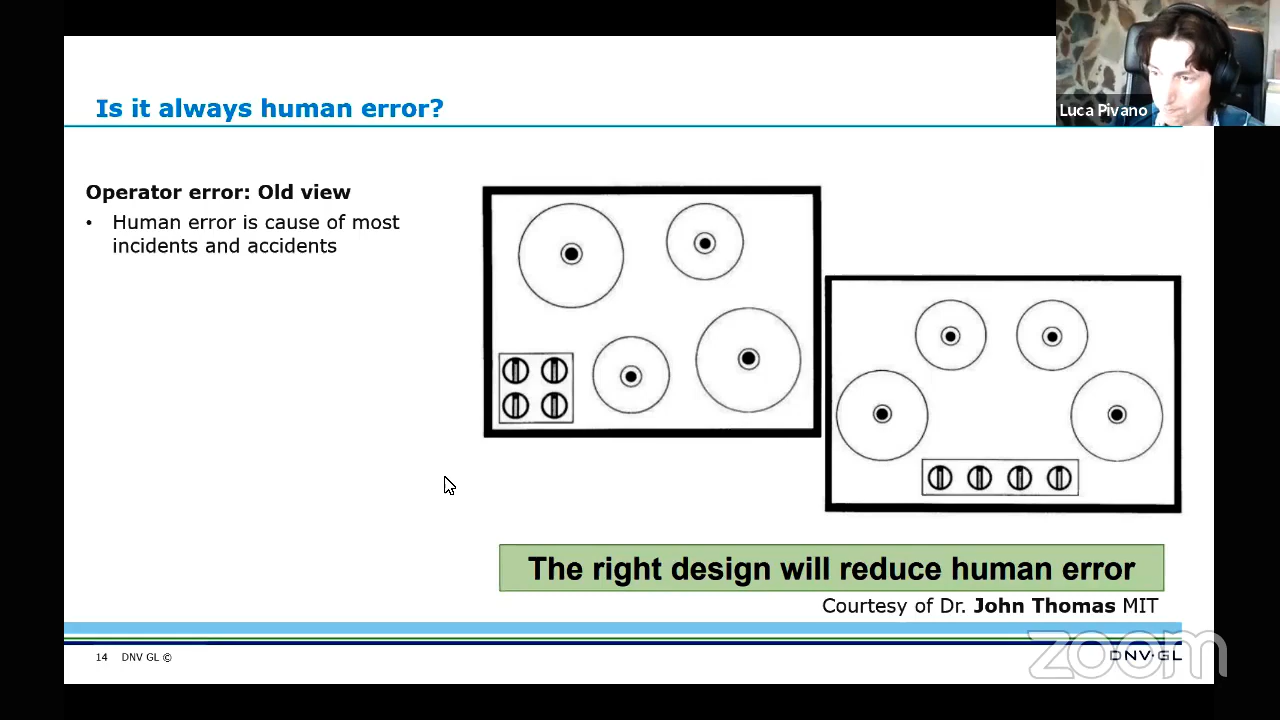 Luca Pivano
Is it always human error?
Operator error: Old view
• Human error is cause of most
incidents and accidents
The right design will reduce human error
Courtesy of Dr. John Thomas MIT
14 DNV GL ©
DNV·GL
zoom